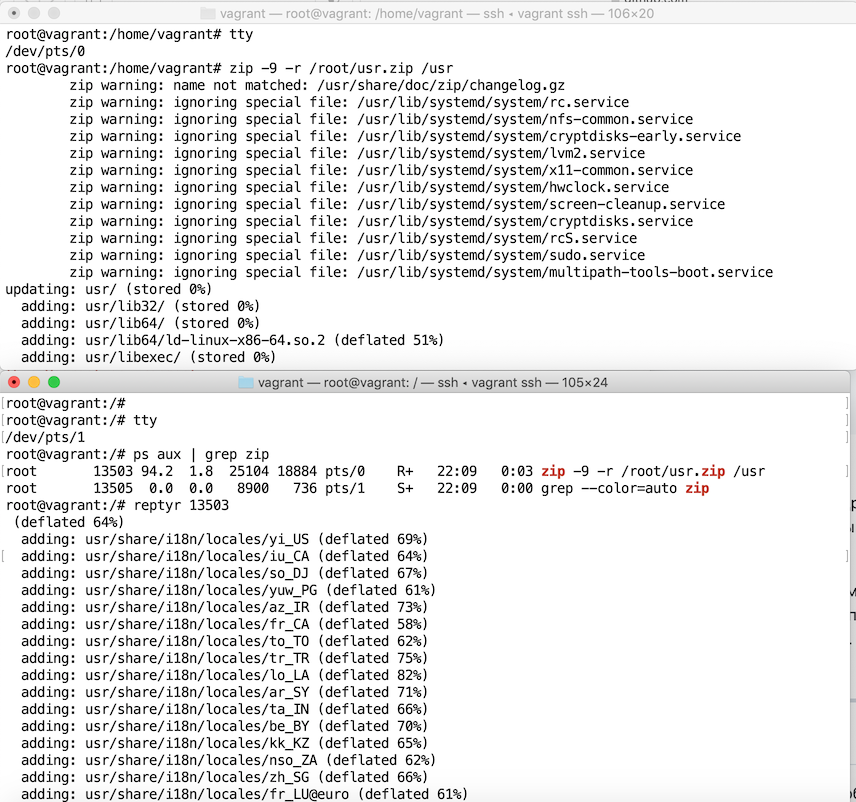 vagrant — root@vagrant: /home/vagrant — ssh ◂ vagrant ssh — 106×20
root@vagrant:/home/vagrant# tty
/dev/pts/0
root@vagrant:/home/vagrant# zip -9 -r /root/usr.zip /usr
zip warning: name not matched: /usr/share/doc/zip/changelog.gz
zip warning: ignoring special file: /usr/lib/systemd/system/rc.service
zip warning: ignoring special file: /usr/lib/systemd/system/nfs-common.service
zip warning: ignoring special file: /usr/lib/systemd/system/cryptdisks-early.service
zip warning: ignoring special file: /usr/lib/systemd/system/lvm2.service
zip warning: ignoring special file: /usr/lib/systemd/system/x11-common.service
zip warning: ignoring special file: /usr/lib/systemd/system/hwclock.service
zip warning: ignoring special file: /usr/lib/systemd/system/screen-cleanup.service
zip warning: ignoring special file: /usr/lib/systemd/system/cryptdisks.service
zip warning: ignoring special file: /usr/lib/systemd/system/rcS.service
zip warning: ignoring special file: /usr/lib/systemd/system/sudo.service
zip warning: ignoring special file: /usr/lib/systemd/system/multipath-tools-boot.service
updating: usr/ (stored 0%)
adding: usr/lib32/ (stored 0%)
adding: usr/lib64/ (stored 0%)
adding: usr/lib64/ld-linux-x86-64.so.2 (deflated 51%)
adding: usr/libexec/ (stored 0%)
vagrant — root@vagrant: / — ssh ◂ vagrant ssh — 105×24
[root@vagrant:/# ]
[root@vagrant:/# tty ]
[/dev/pts/1 ]
root@vagrant:/# ps aux | grep zip
[root 13503 94.2 1.8 25104 18884 pts/0 R+ 22:09 0:03 zip -9 -r /root/usr.zip /usr ]
root 13505 0.0 0.0 8900 736 pts/1 S+ 22:09 0:00 grep --color=auto zip
root@vagrant:/# reptyr 13503
(deflated 64%)
adding: usr/share/i18n/locales/yi_US (deflated 69%)
[ adding: usr/share/i18n/locales/iu_CA (deflated 64%) ]
adding: usr/share/i18n/locales/so_DJ (deflated 67%)
adding: usr/share/i18n/locales/yuw_PG (deflated 61%)
adding: usr/share/i18n/locales/az_IR (deflated 73%)
adding: usr/share/i18n/locales/fr_CA (deflated 58%)
adding: usr/share/i18n/locales/to_TO (deflated 62%)
adding: usr/share/i18n/locales/tr_TR (deflated 75%)
adding: usr/share/i18n/locales/lo_LA (deflated 82%)
adding: usr/share/i18n/locales/ar_SY (deflated 71%)
adding: usr/share/i18n/locales/ta_IN (deflated 66%)
adding: usr/share/i18n/locales/be_BY (deflated 70%)
adding: usr/share/i18n/locales/kk_KZ (deflated 65%)
adding: usr/share/i18n/locales/nso_ZA (deflated 62%)
adding: usr/share/i18n/locales/zh_SG (deflated 66%)
adding: usr/share/i18n/locales/fr_LU@euro (deflated 61%)